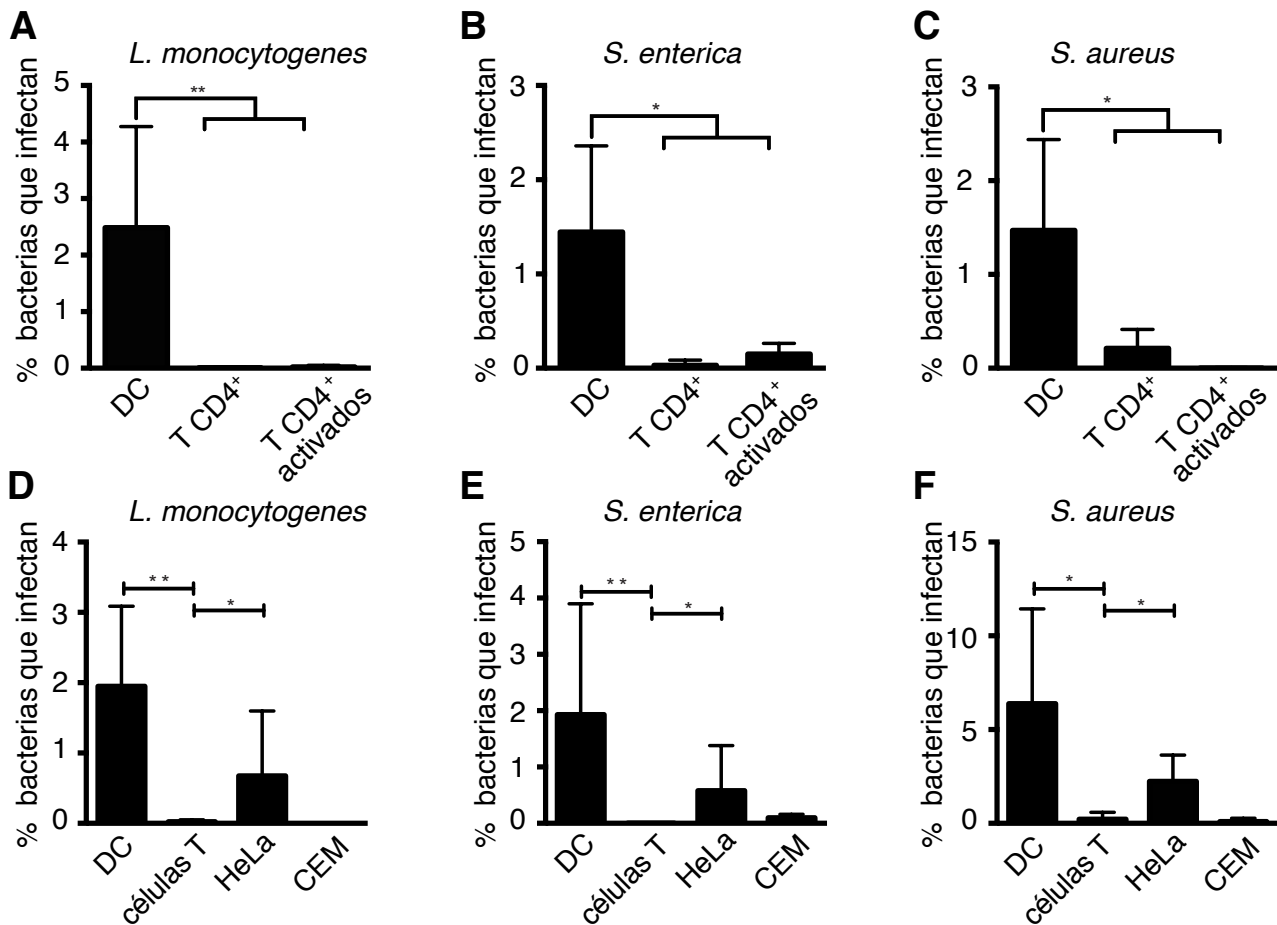 A
L. monocytogenes
% bacterias que infectan
5
4
3
2
1
0
**
DC
T CD4⁺
T CD4⁺
activados
B
S. enterica
% bacterias que infectan
3
2
1
0
*
DC
T CD4⁺
T CD4⁺
activados
C
S. aureus
% bacterias que infectan
3
2
1
0
*
DC
T CD4⁺
T CD4⁺
activados
D
L. monocytogenes
% bacterias que infectan
4
3
2
1
0
**
*
DC
células T
HeLa
CEM
E
S. enterica
% bacterias que infectan
5
4
3
2
1
0
**
*
DC
células T
HeLa
CEM
F
S. aureus
% bacterias que infectan
15
10
5
0
*
*
DC
células T
HeLa
CEM